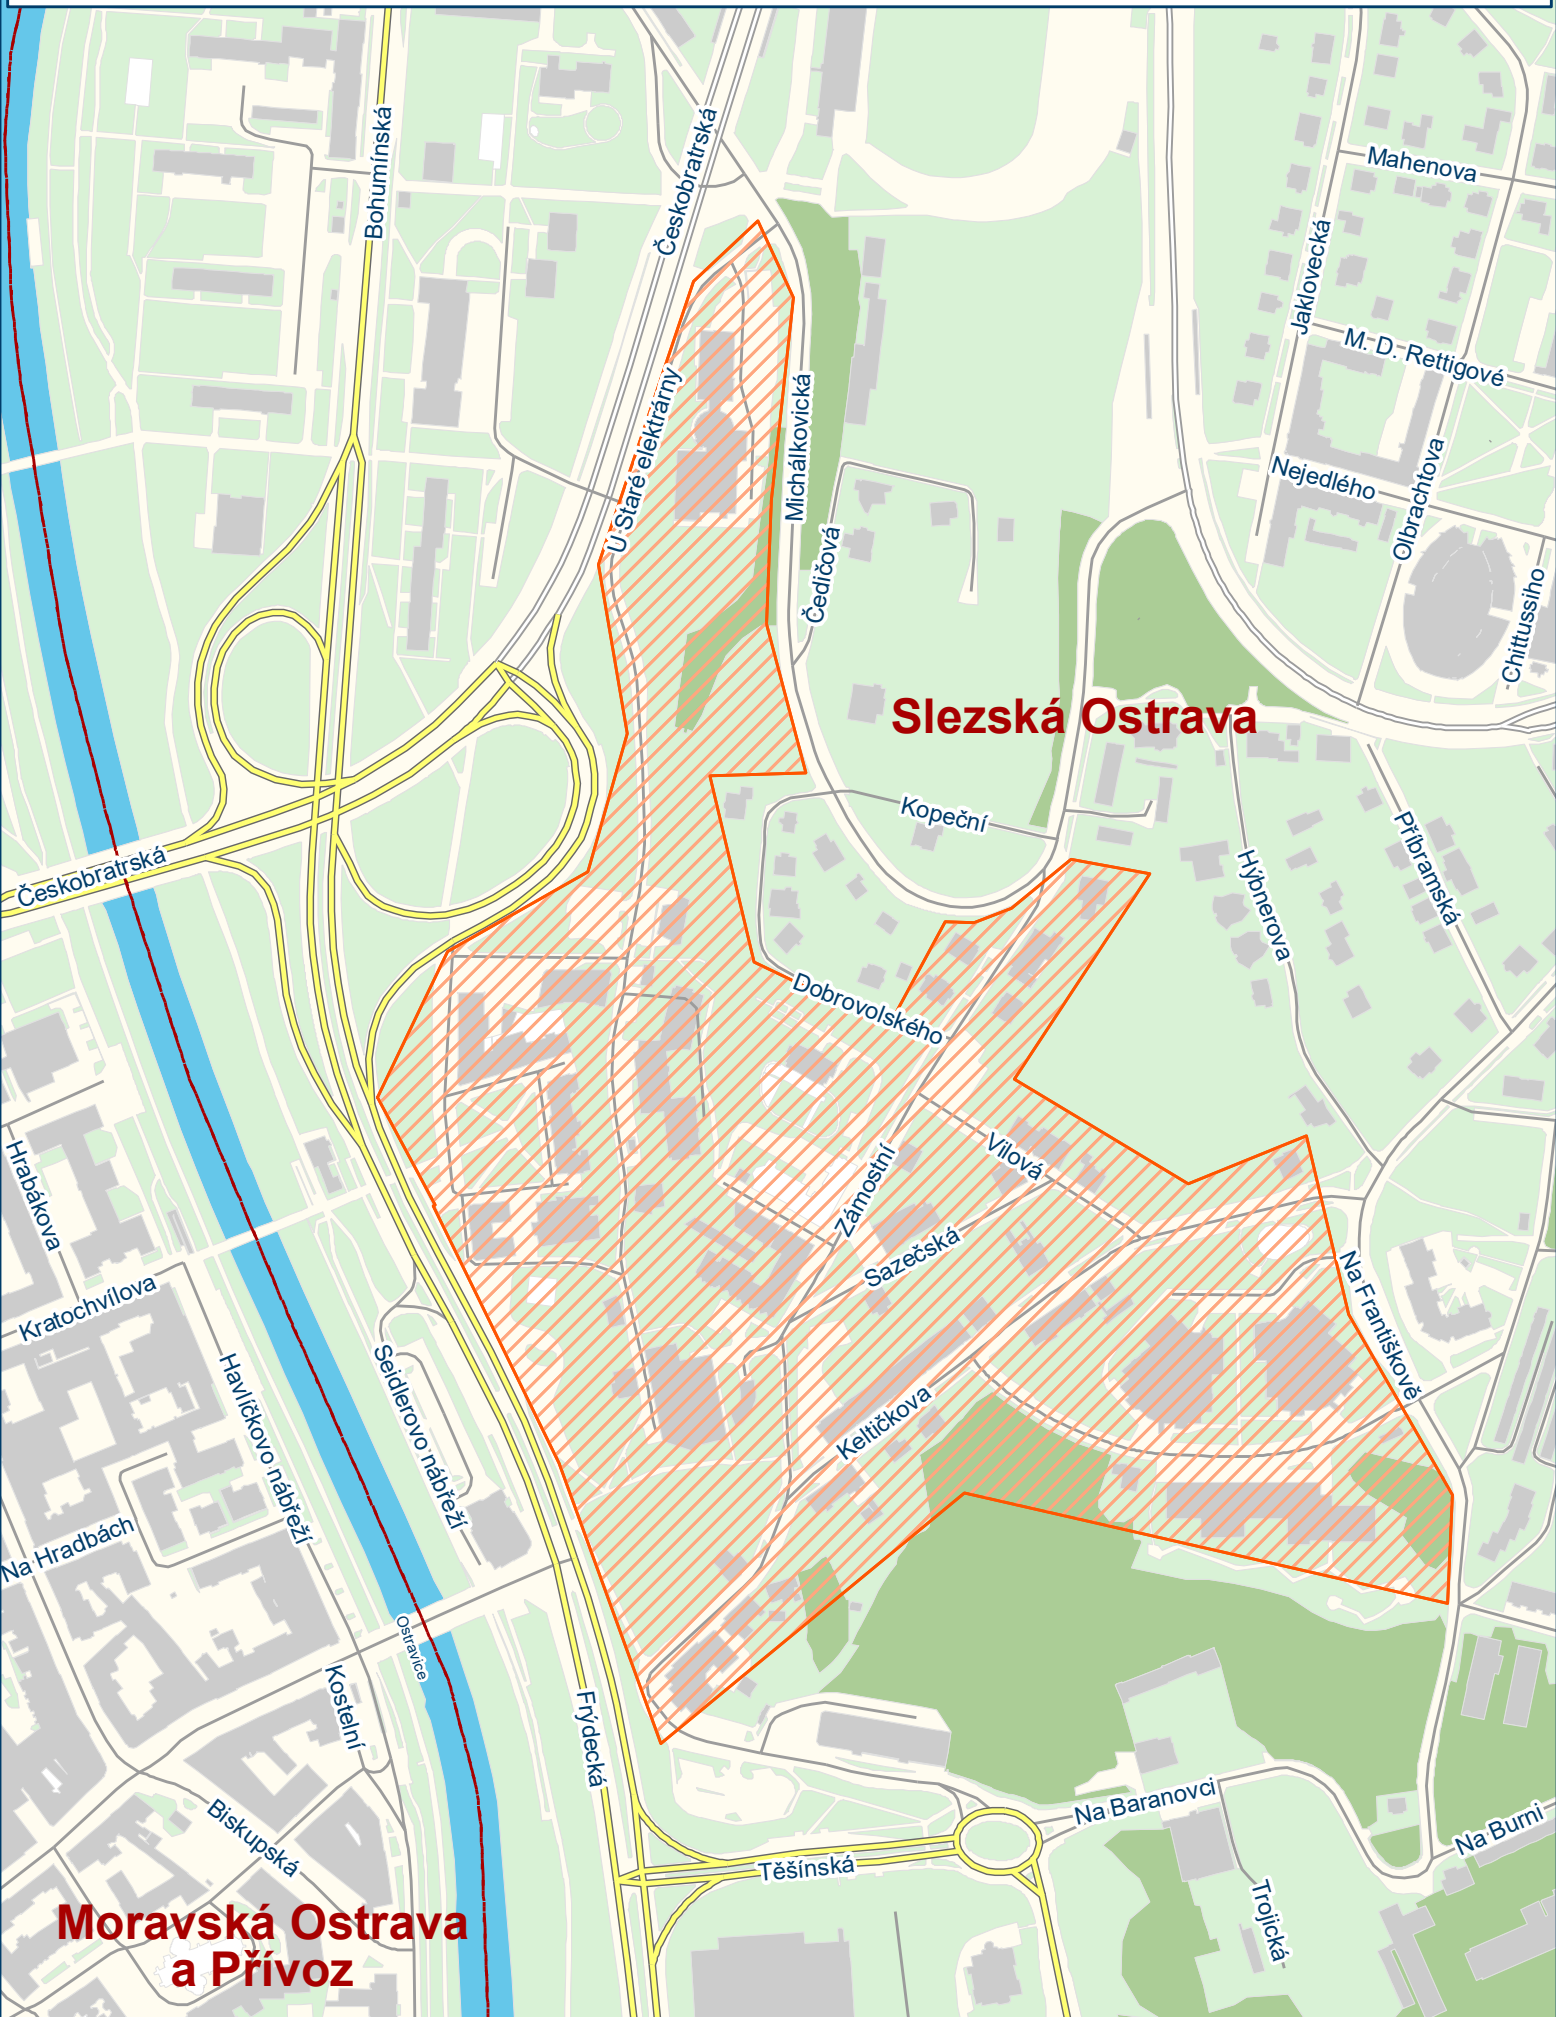 Bohumínská
Českobratrská
Mahenova
Jaklovecká
M. D. Rettigové
U Staré elektrárny
Michálkovická
Nejedlého
Olbrachtova
Čedičová
Chittussiho
Slezská Ostrava
Kopeční
Příbramská
Českobratrská
Hýbnerova
Dobrovolského
Vilová
Zámostní
Hrabákova
Sazečská
Kratochvílova
Na Františkově
Seidlerovo nábřeží
Havlíčkovo nábřeží
Keltičkova
Na Hradbách
Ostravice
Kostelní
Frýdecká
Na Baranovci
Biskupská
Na Burni
Těšínská
Trojická
Moravská Ostrava
a Přívoz